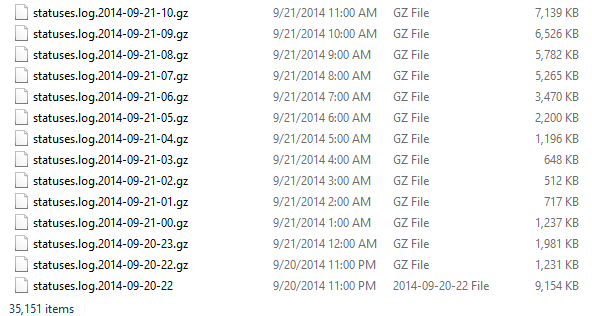 statuses.log.2014-09-21-10.gz 9/21/2014 11:00 AM GZ File 7,139 KB
statuses.log.2014-09-21-09.gz 9/21/2014 10:00 AM GZ File 6,526 KB
statuses.log.2014-09-21-08.gz 9/21/2014 9:00 AM GZ File 5,782 KB
statuses.log.2014-09-21-07.gz 9/21/2014 8:00 AM GZ File 5,265 KB
statuses.log.2014-09-21-06.gz 9/21/2014 7:00 AM GZ File 3,470 KB
statuses.log.2014-09-21-05.gz 9/21/2014 6:00 AM GZ File 2,200 KB
statuses.log.2014-09-21-04.gz 9/21/2014 5:00 AM GZ File 1,196 KB
statuses.log.2014-09-21-03.gz 9/21/2014 4:00 AM GZ File 648 KB
statuses.log.2014-09-21-02.gz 9/21/2014 3:00 AM GZ File 512 KB
statuses.log.2014-09-21-01.gz 9/21/2014 2:00 AM GZ File 717 KB
statuses.log.2014-09-21-00.gz 9/21/2014 1:00 AM GZ File 1,237 KB
statuses.log.2014-09-20-23.gz 9/21/2014 12:00 AM GZ File 1,981 KB
statuses.log.2014-09-20-22.gz 9/20/2014 11:00 PM GZ File 1,231 KB
statuses.log.2014-09-20-22 9/20/2014 11:00 PM 2014-09-20-22 File 9,154 KB
35,151 items